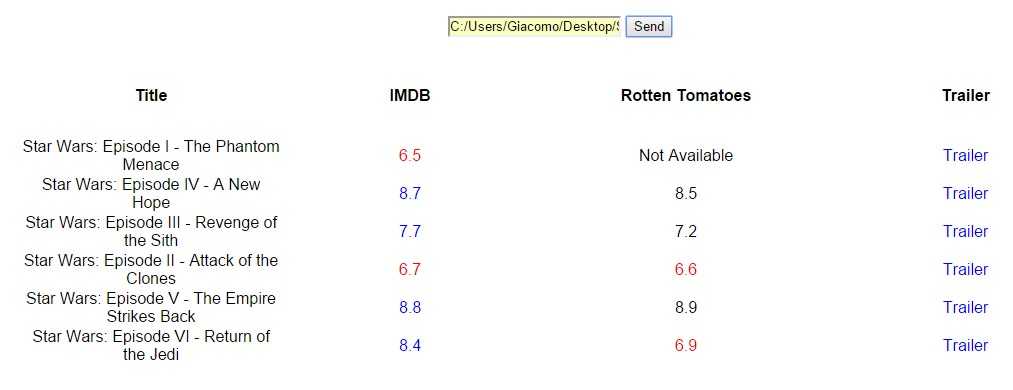 C:/Users/Giacomo/Desktop/ Send
Title IMDB Rotten Tomatoes Trailer
Star Wars: Episode I - The Phantom
Menace 6.5 Not Available Trailer
Star Wars: Episode IV - A New
Hope 8.7 8.5 Trailer
Star Wars: Episode III - Revenge of
the Sith 7.7 7.2 Trailer
Star Wars: Episode II - Attack of the
Clones 6.7 6.6 Trailer
Star Wars: Episode V - The Empire
Strikes Back 8.8 8.9 Trailer
Star Wars: Episode VI - Return of
the Jedi 8.4 6.9 Trailer